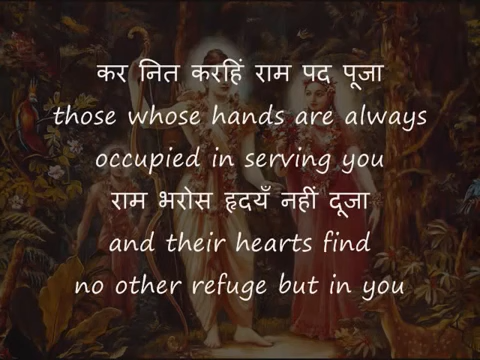 कर नित करहिं राम पद पूजा
those whose hands are always
occupied in serving you
राम भरोस हृदयँ नहीं दूजा
and their hearts find
no other refuge but in you